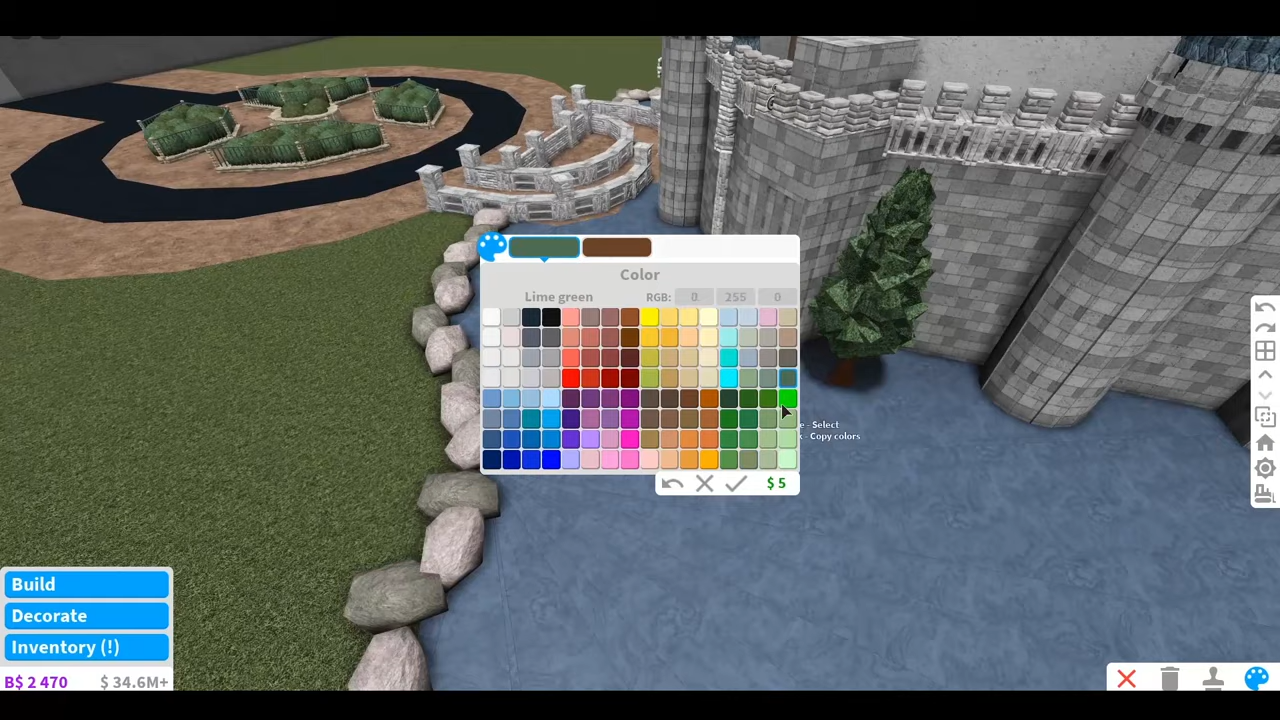 Color
Lime green RGB: 0 255 0
e - Select
- Copy colors
$ 5
Build
Decorate
Inventory (!)
B$ 2 470 $ 34.6M+